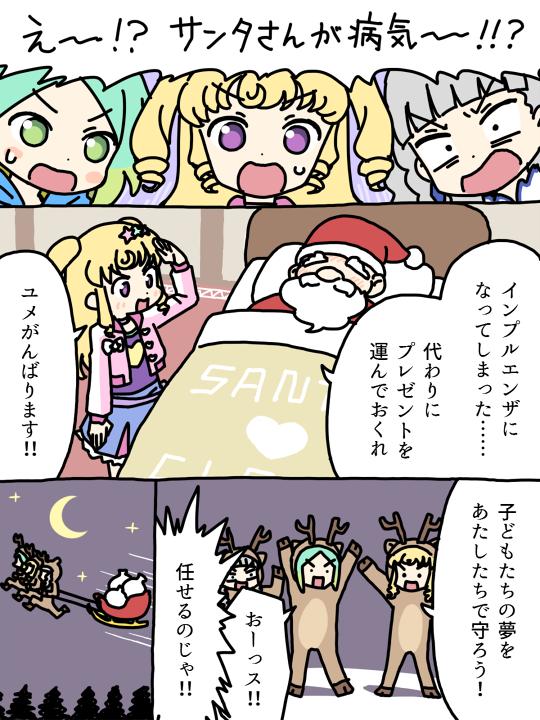 え～!? サンタさんが病気～～!!?
インフルエンザに
なってしまった……
代わりに
プレゼントを
運んでおくれ
ユメがんばります!!
SANT
子どもたちの夢を
あたしたちで守ろう!
おーっス!!
任せるのじゃ!!